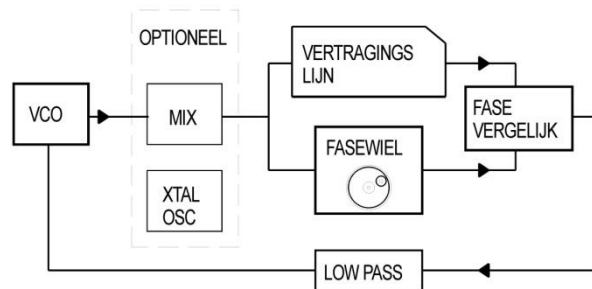 OPTIONEEL
VCO
MIX
XTAL
OSC
VERTRAGINGS
LIJN
FASEWIEL
FASE
VERGELIJK
LOW PASS